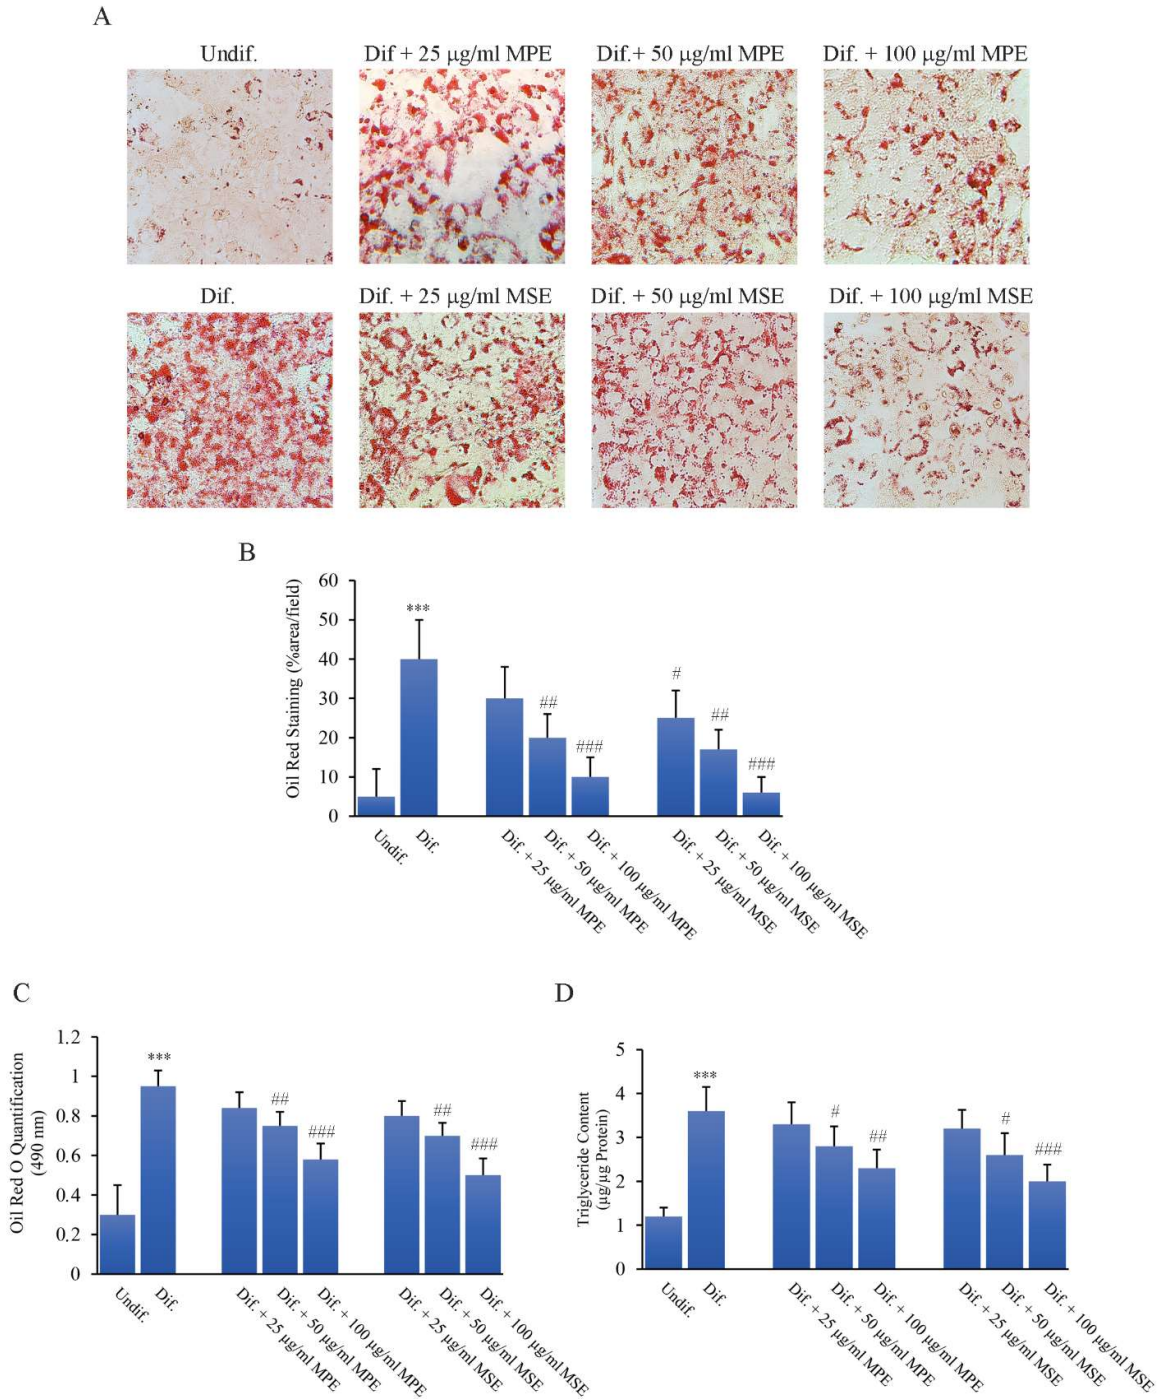 A
Undif.
Dif + 25 μg/ml MPE
Dif.+ 50 μg/ml MPE
Dif + 100 μg/ml MPE
Dif.
Dif. + 25 μg/ml MSE
Dif. + 50 μg/ml MSE
Dif. + 100 μg/ml MSE
B
Oil Red Staining (%area/field)
60
50
40
30
20
10
0
***
##
###
#
##
###
Undif.
Dif.
Dif. + 25 μg/ml MPE
Dif. + 50 μg/ml MPE
Dif. + 100 μg/ml MPE
Dif. + 25 μg/ml MSE
Dif. + 50 μg/ml MSE
Dif. + 100 μg/ml MSE
C
Oil Red O Quantification
(490 nm)
1.2
1
0.8
0.6
0.4
0.2
0
***
##
###
##
###
Undif.
Dif.
Dif. + 25 μg/ml MPE
Dif. + 50 μg/ml MPE
Dif. + 100 μg/ml MPE
Dif. + 25 μg/ml MSE
Dif. + 50 μg/ml MSE
Dif. + 100 μg/ml MSE
D
Triglyceride Content
(μg/μg Protein)
5
4
3
2
1
0
***
#
##
#
###
Undif.
Dif.
Dif. + 25 μg/ml MPE
Dif. + 50 μg/ml MPE
Dif. + 100 μg/ml MPE
Dif. + 25 μg/ml MSE
Dif. + 50 μg/ml MSE
Dif. + 100 μg/ml MSE